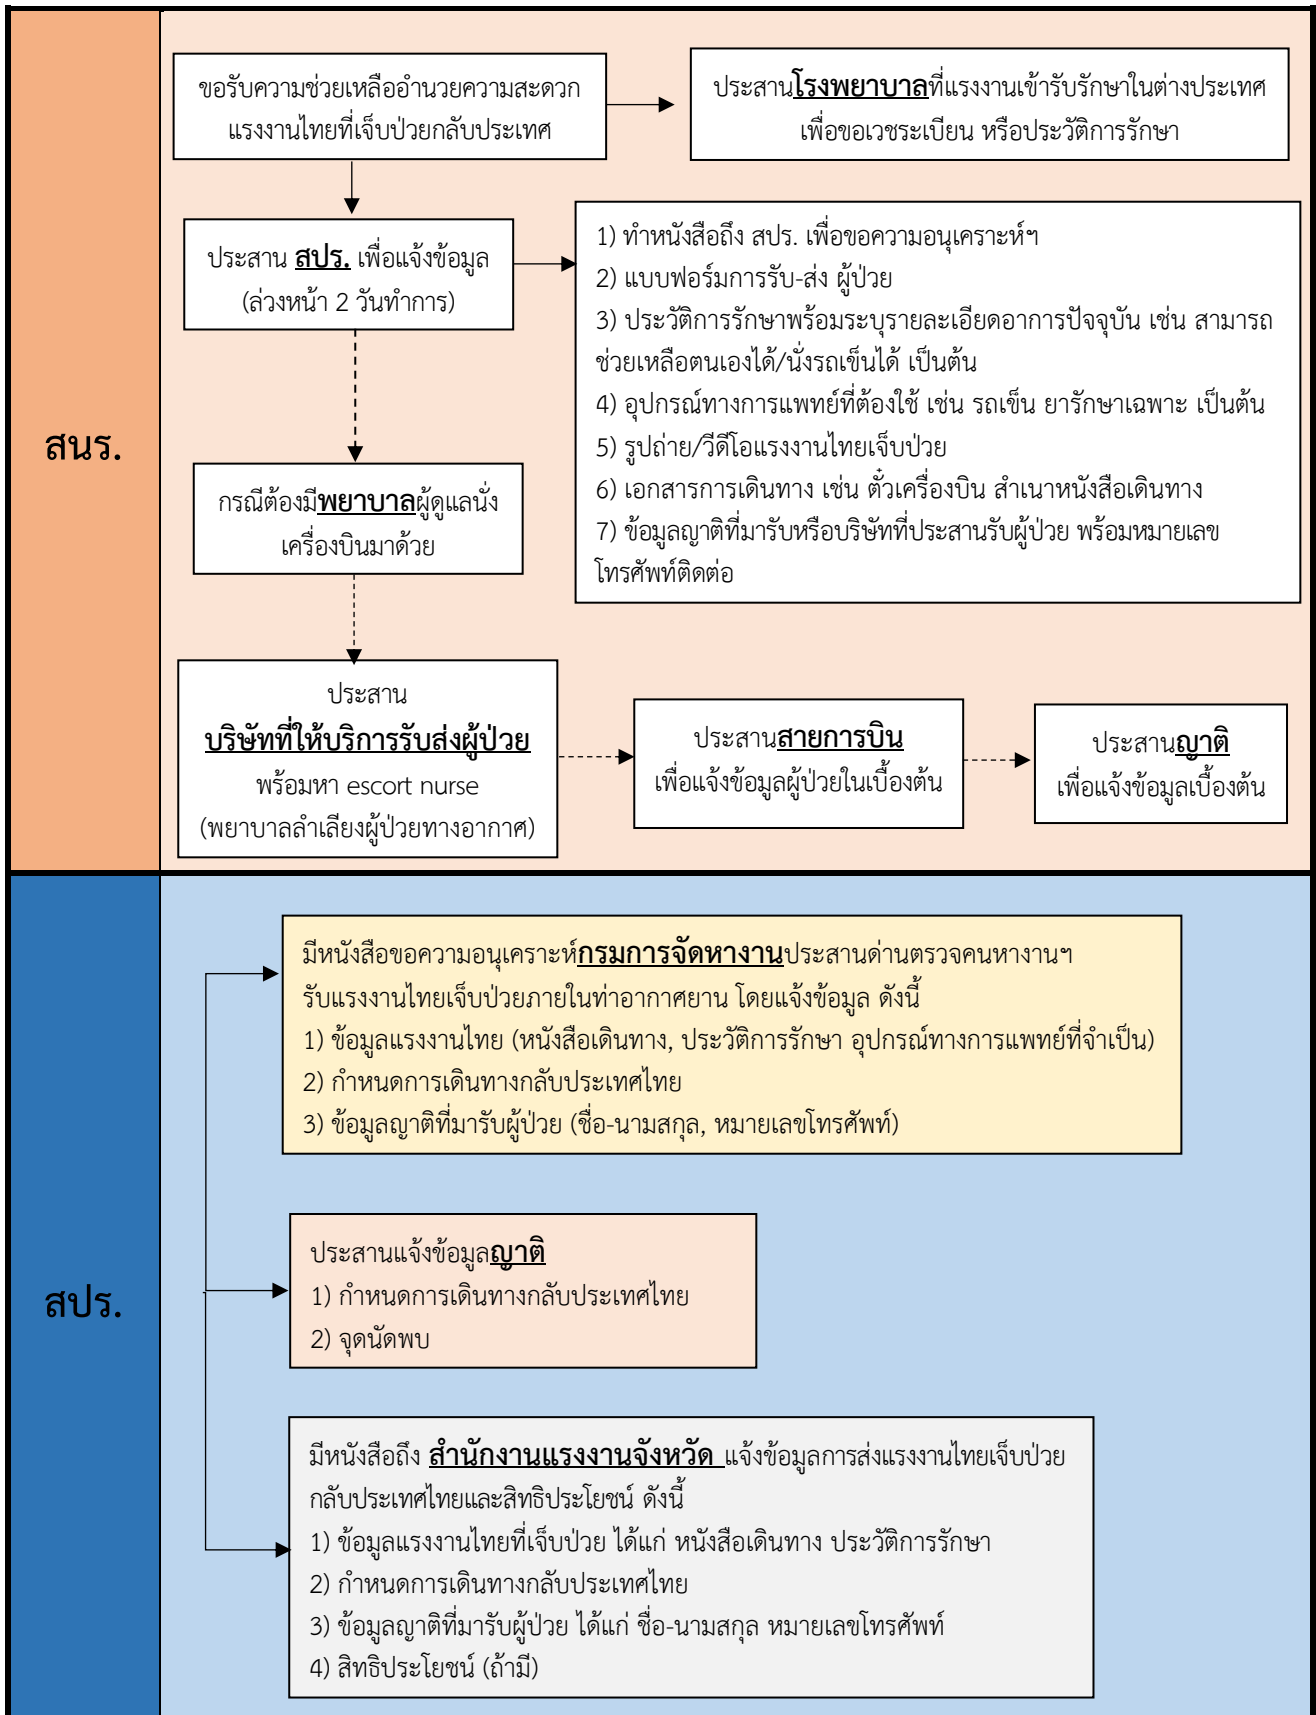 สนร.
ขอรับความช่วยเหลืออำนวยความสะดวก
แรงงานไทยที่เจ็บป่วยกลับประเทศ
ประสานโรงพยาบาลที่แรงงานเข้ารับรักษาในต่างประเทศ
เพื่อขอเวชระเบียน หรือประวัติการรักษา
ประสาน สปร. เพื่อแจ้งข้อมูล
(ล่วงหน้า 2 วันทำการ)
1) ทำหนังสือถึง สปร. เพื่อขอความอนุเคราะห์ฯ
2) แบบฟอร์มการรับ-ส่ง ผู้ป่วย
3) ประวัติการรักษาพร้อมระบุรายละเอียดอาการปัจจุบัน เช่น สามารถ
ช่วยเหลือตนเองได้/นั่งรถเข็นได้ เป็นต้น
4) อุปกรณ์ทางการแพทย์ที่ต้องใช้ เช่น รถเข็น ยารักษาเฉพาะ เป็นต้น
5) รูปถ่าย/วีดีโอแรงงานไทยเจ็บป่วย
6) เอกสารการเดินทาง เช่น ตั๋วเครื่องบิน สำเนาหนังสือเดินทาง
7) ข้อมูลญาติที่มารับหรือบริษัทที่ประสานรับผู้ป่วย พร้อมหมายเลข
โทรศัพท์ติดต่อ
กรณีต้องมีพยาบาลผู้ดูแลนั่ง
เครื่องบินมาด้วย
ประสาน
บริษัทที่ให้บริการรับส่งผู้ป่วย
พร้อมหา escort nurse
(พยาบาลลำเลียงผู้ป่วยทางอากาศ)
ประสานสายการบิน
เพื่อแจ้งข้อมูลผู้ป่วยในเบื้องต้น
ประสานญาติ
เพื่อแจ้งข้อมูลเบื้องต้น
สปร.
มีหนังสือขอความอนุเคราะห์กรมการจัดหางานประสานด่านตรวจคนหางานฯ
รับแรงงานไทยเจ็บป่วยภายในท่าอากาศยาน โดยแจ้งข้อมูล ดังนี้
1) ข้อมูลแรงงานไทย (หนังสือเดินทาง, ประวัติการรักษา อุปกรณ์ทางการแพทย์ที่จำเป็น)
2) กำหนดการเดินทางกลับประเทศไทย
3) ข้อมูลญาติที่มารับผู้ป่วย (ชื่อ-นามสกุล, หมายเลขโทรศัพท์)
ประสานแจ้งข้อมูลญาติ
1) กำหนดการเดินทางกลับประเทศไทย
2) จุดนัดพบ
มีหนังสือถึง สำนักงานแรงงานจังหวัด แจ้งข้อมูลการส่งแรงงานไทยเจ็บป่วย
กลับประเทศไทยและสิทธิประโยชน์ ดังนี้
1) ข้อมูลแรงงานไทยที่เจ็บป่วย ได้แก่ หนังสือเดินทาง ประวัติการรักษา
2) กำหนดการเดินทางกลับประเทศไทย
3) ข้อมูลญาติที่มารับผู้ป่วย ได้แก่ ชื่อ-นามสกุล หมายเลขโทรศัพท์
4) สิทธิประโยชน์ (ถ้ามี)